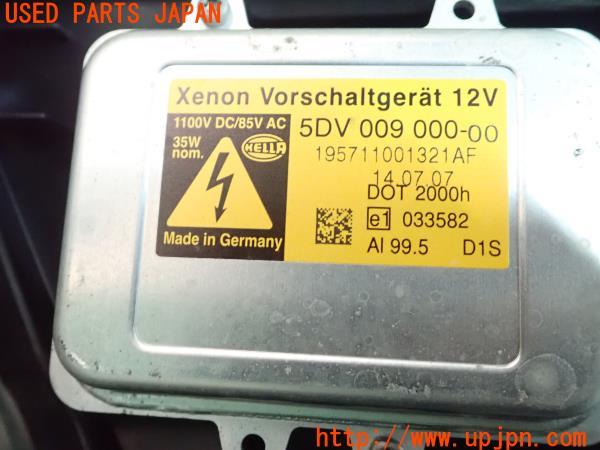 USED PARTS JAPAN
Xenon Vorschaltgerät 12V
1100V DC/85V AC
35W
nom.
HELLA
Made in Germany
5DV 009 000-00
195711001321AF
14.07.07
DOT 2000h
e1 033582
Al 99.5 D1S
http://www.upjpn.com